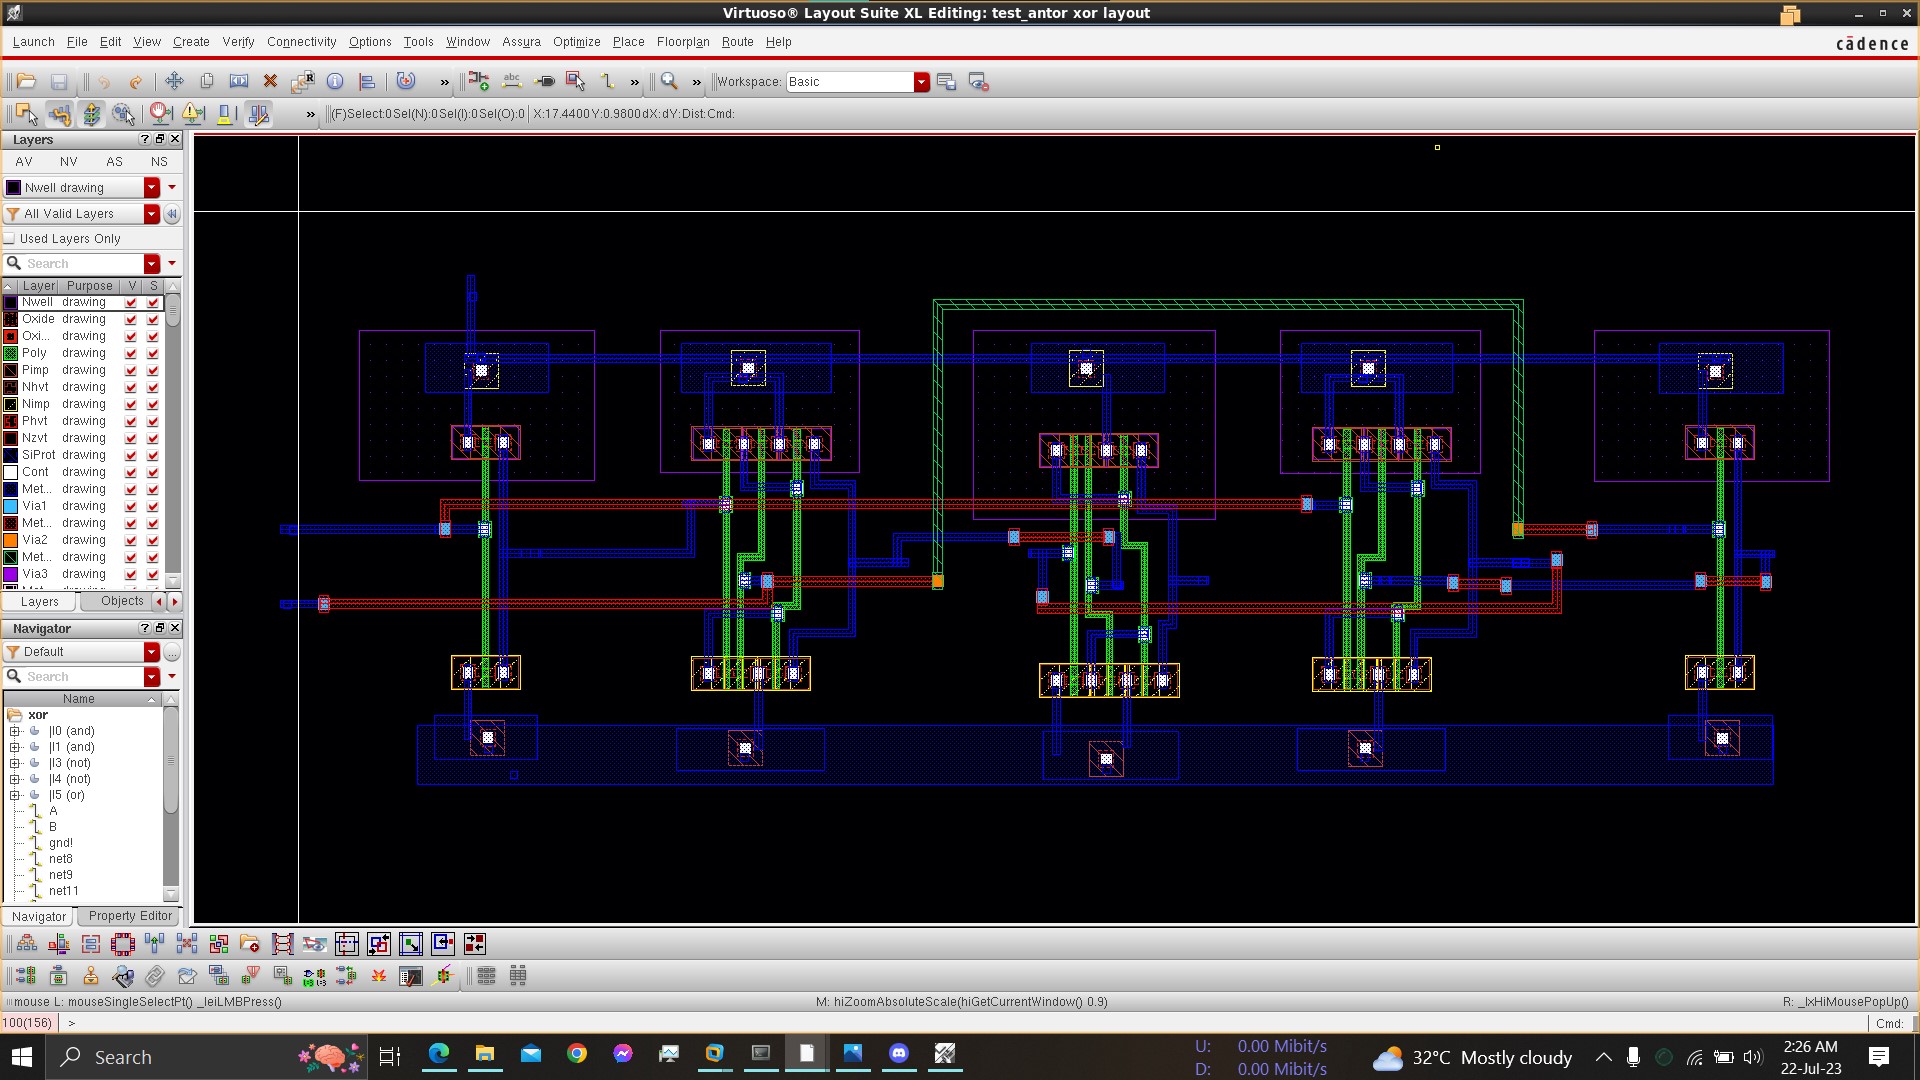 Virtuoso® Layout Suite XL Editing: test_antor xor layout
Launch File Edit View Create Verify Connectivity Options Tools Window Assura Optimize Place Floorplan Route Help
cādence
abc
R
Workspace: Basic
(F)Select:0 Sel(N):0 Sel(I):0 Sel(O):0 X:17.4400 Y:0.9800 dX: dY: Dist: Cmd:
Layers
AV NV AS NS
Nwell drawing
All Valid Layers
Used Layers Only
Search
Layer Purpose V S
Nwell drawing
Oxide drawing
Oxi... drawing
Poly drawing
Pimp drawing
Nhvt drawing
Nimp drawing
Phvt drawing
Nzvt drawing
SiProt drawing
Cont drawing
Met... drawing
Via1 drawing
Met... drawing
Via2 drawing
Met... drawing
Via3 drawing
Layers Objects
Navigator
Default
Search
Name
xor
|I0 (and)
|I1 (and)
|I3 (not)
|I4 (not)
|I5 (or)
A
B
gnd!
net8
net9
net11
Navigator Property Editor
mouse L: mouseSingleSelectPt() _leiLMBPress()
M: hiZoomAbsoluteScale(hiGetCurrentWindow() 0.9)
R: _lxHiMousePopUp()
100(156) >
Cmd:
Search
U: 0.00 Mibit/s
D: 0.00 Mibit/s
32°C Mostly cloudy
2:26 AM
22-Jul-23